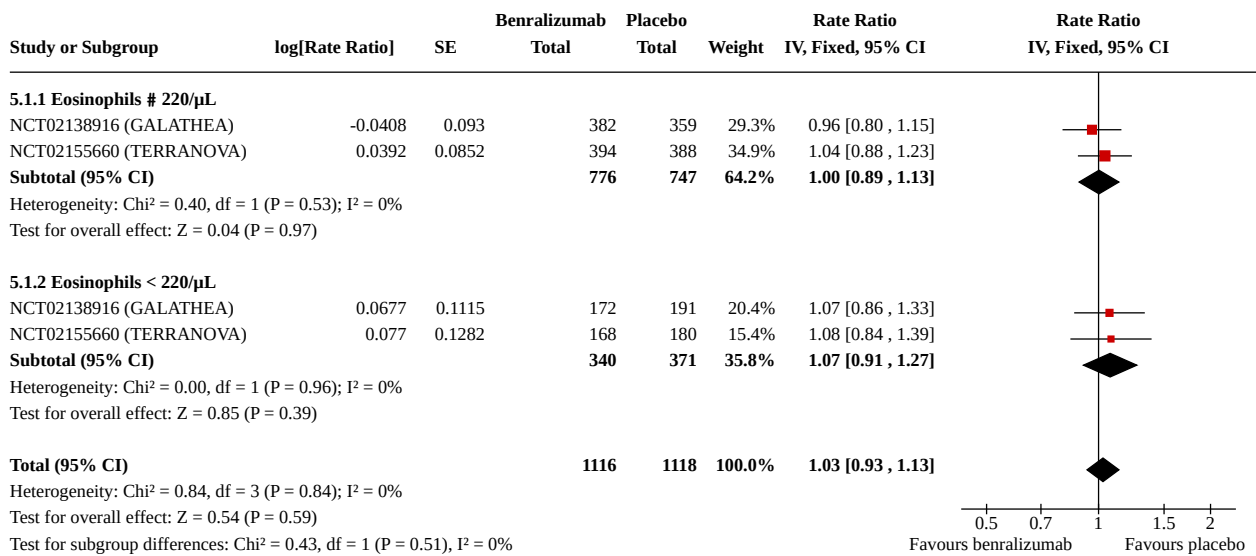 Benralizumab Placebo Rate Ratio Rate Ratio
Study or Subgroup log[Rate Ratio] SE Total Total Weight IV, Fixed, 95% CI IV, Fixed, 95% CI
5.1.1 Eosinophils # 220/µL
NCT02138916 (GALATHEA) -0.0408 0.093 382 359 29.3% 0.96 [0.80 , 1.15]
NCT02155660 (TERRANOVA) 0.0392 0.0852 394 388 34.9% 1.04 [0.88 , 1.23]
Subtotal (95% CI) 776 747 64.2% 1.00 [0.89 , 1.13]
Heterogeneity: Chi² = 0.40, df = 1 (P = 0.53); I² = 0%
Test for overall effect: Z = 0.04 (P = 0.97)
5.1.2 Eosinophils < 220/µL
NCT02138916 (GALATHEA) 0.0677 0.1115 172 191 20.4% 1.07 [0.86 , 1.33]
NCT02155660 (TERRANOVA) 0.077 0.1282 168 180 15.4% 1.08 [0.84 , 1.39]
Subtotal (95% CI) 340 371 35.8% 1.07 [0.91 , 1.27]
Heterogeneity: Chi² = 0.00, df = 1 (P = 0.96); I² = 0%
Test for overall effect: Z = 0.85 (P = 0.39)
Total (95% CI) 1116 1118 100.0% 1.03 [0.93 , 1.13]
Heterogeneity: Chi² = 0.84, df = 3 (P = 0.84); I² = 0%
Test for overall effect: Z = 0.54 (P = 0.59)
0.5 0.7 1 1.5 2
Test for subgroup differences: Chi² = 0.43, df = 1 (P = 0.51), I² = 0%
Favours benralizumab Favours placebo